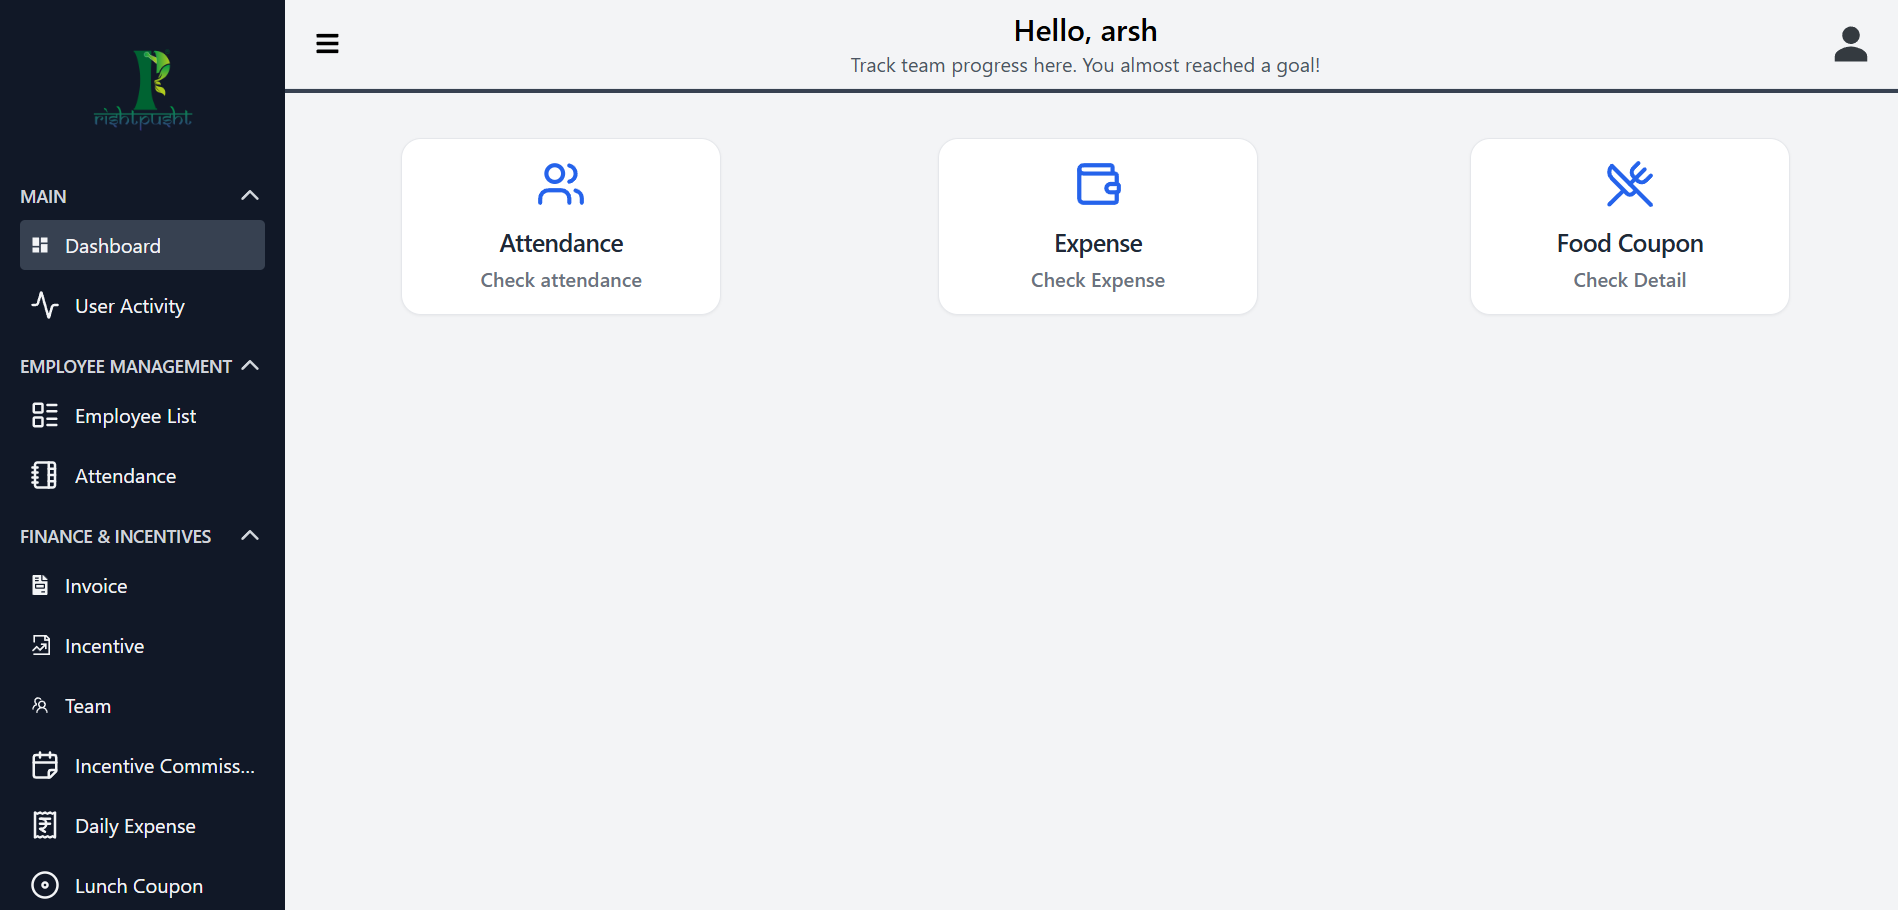 rishtpusht
MAIN
Dashboard
User Activity
EMPLOYEE MANAGEMENT
Employee List
Attendance
FINANCE & INCENTIVES
Invoice
Incentive
Team
Incentive Commiss...
Daily Expense
Lunch Coupon
Hello, arsh
Track team progress here. You almost reached a goal!
Attendance
Check attendance
Expense
Check Expense
Food Coupon
Check Detail